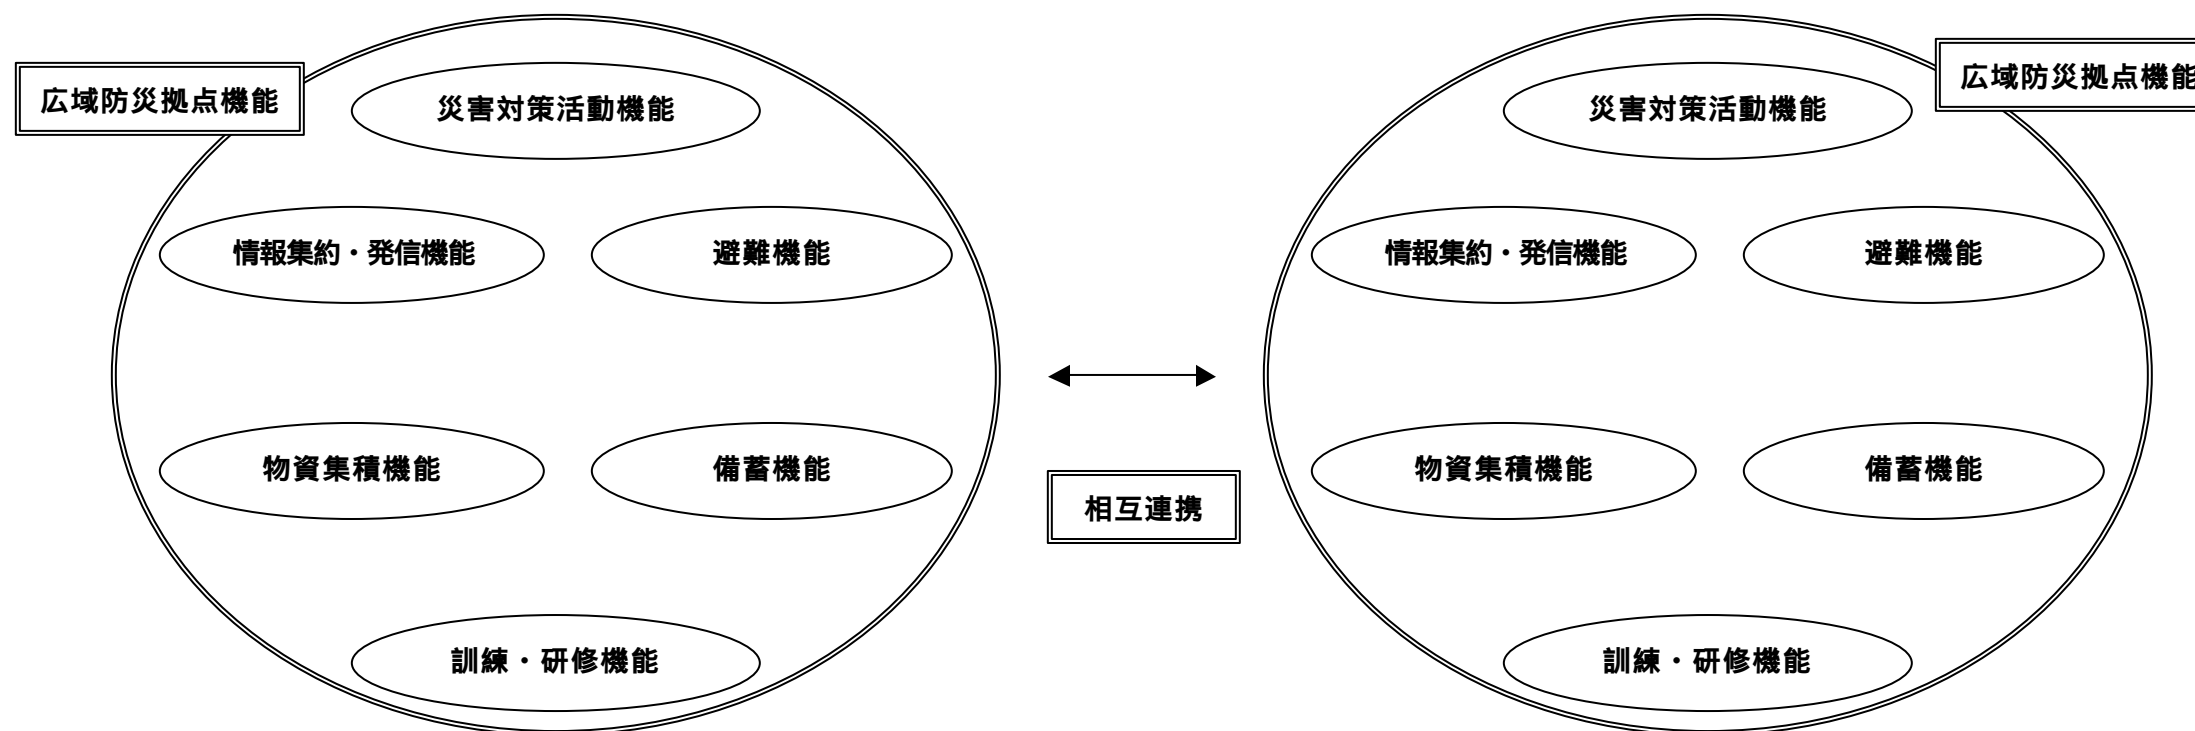 広域防災拠点機能
災害対策活動機能
情報集約・発信機能
避難機能
物資集積機能
備蓄機能
訓練・研修機能
相互連携
広域防災拠点機能
災害対策活動機能
情報集約・発信機能
避難機能
物資集積機能
備蓄機能
訓練・研修機能